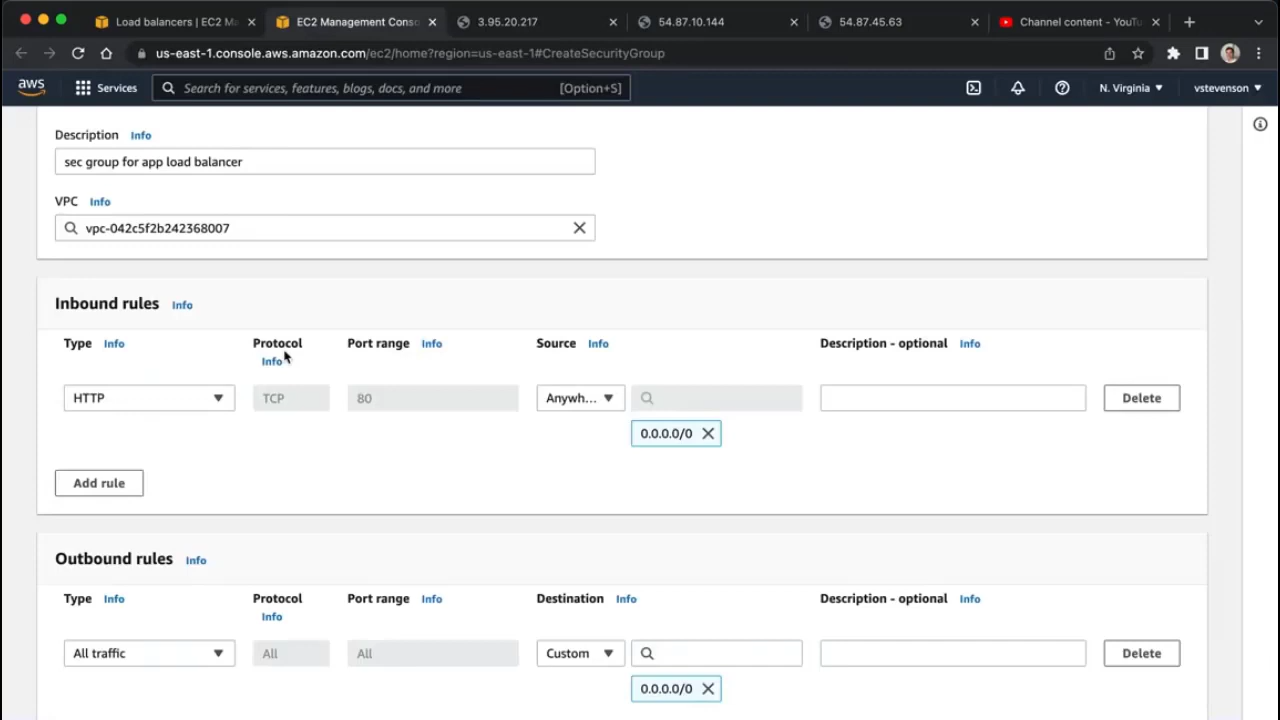 Load balancers | EC2 M
EC2 Management Conso
3.95.20.217
54.87.10.144
54.87.45.63
Channel content - YouTu
us-east-1.console.aws.amazon.com/ec2/home?region=us-east-1#CreateSecurityGroup
aws
Services
Search for services, features, blogs, docs, and more
[Option+S]
N. Virginia
vstevenson
Description Info
sec group for app load balancer
VPC Info
vpc-042c5f2b242368007
Inbound rules Info
Type Info
Protocol
Info
Port range Info
Source Info
Description - optional Info
HTTP
TCP
80
Anywh...
0.0.0.0/0
Delete
Add rule
Outbound rules Info
Type Info
Protocol
Info
Port range Info
Destination Info
Description - optional Info
All traffic
All
All
Custom
0.0.0.0/0
Delete